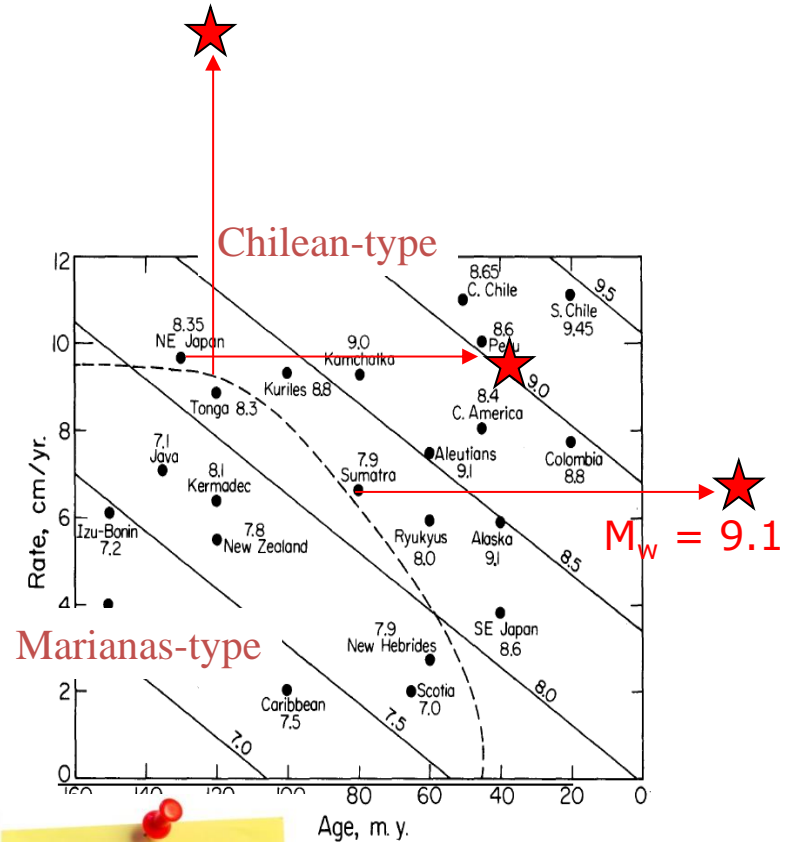 Chilean-type
12
8.65
C. Chile
9.5
S. Chile
9.45
8.35
NE Japan
10
9.0
Kamchatka
8.6
Peru
Kuriles 8.8
9.0
Tonga 8.3
8.4
C. America
8
7.1
Java
8.1
Kermadec
7.9
Sumatra
Aleutians
9.1
Colombia
8.8
Rate, cm/yr.
6
Izu-Bonin
7.2
7.8
New Zealand
Ryukyus
8.0
Alaska
9.1
Mw = 9.1
8.5
4
Marianas-type
7.9
New Hebrides
SE Japan
8.6
2
Caribbean
7.5
Scotia
7.0
8.0
7.0
7.5
0
160 140 120 100 80 60 40 20 0
Age, m.y.